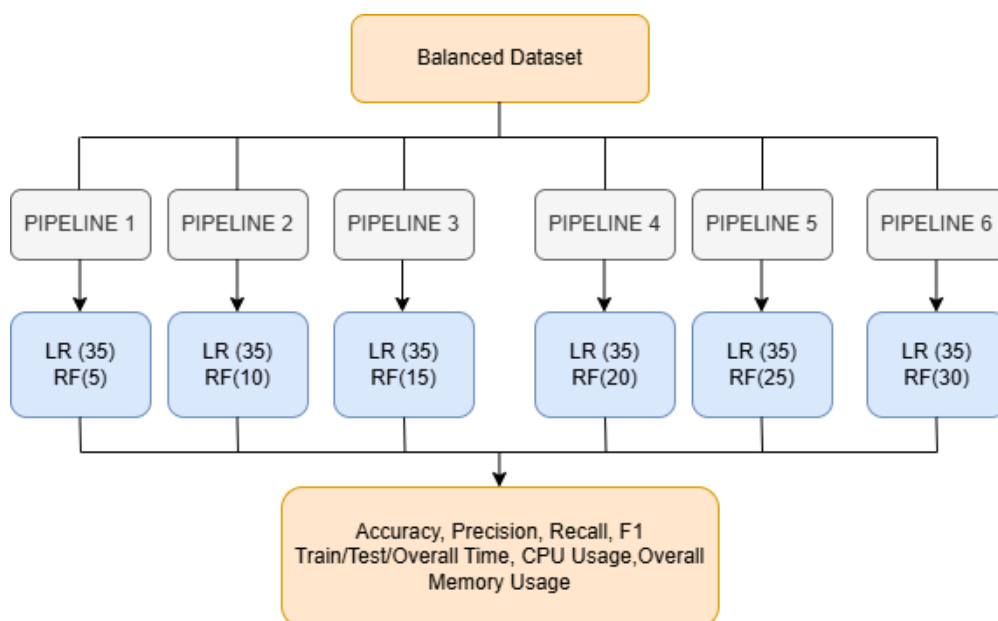 Balanced Dataset
PIPELINE 1
PIPELINE 2
PIPELINE 3
PIPELINE 4
PIPELINE 5
PIPELINE 6
LR (35)
RF(5)
LR (35)
RF(10)
LR (35)
RF(15)
LR (35)
RF(20)
LR (35)
RF(25)
LR (35)
RF(30)
Accuracy, Precision, Recall, F1
Train/Test/Overall Time, CPU Usage,Overall
Memory Usage